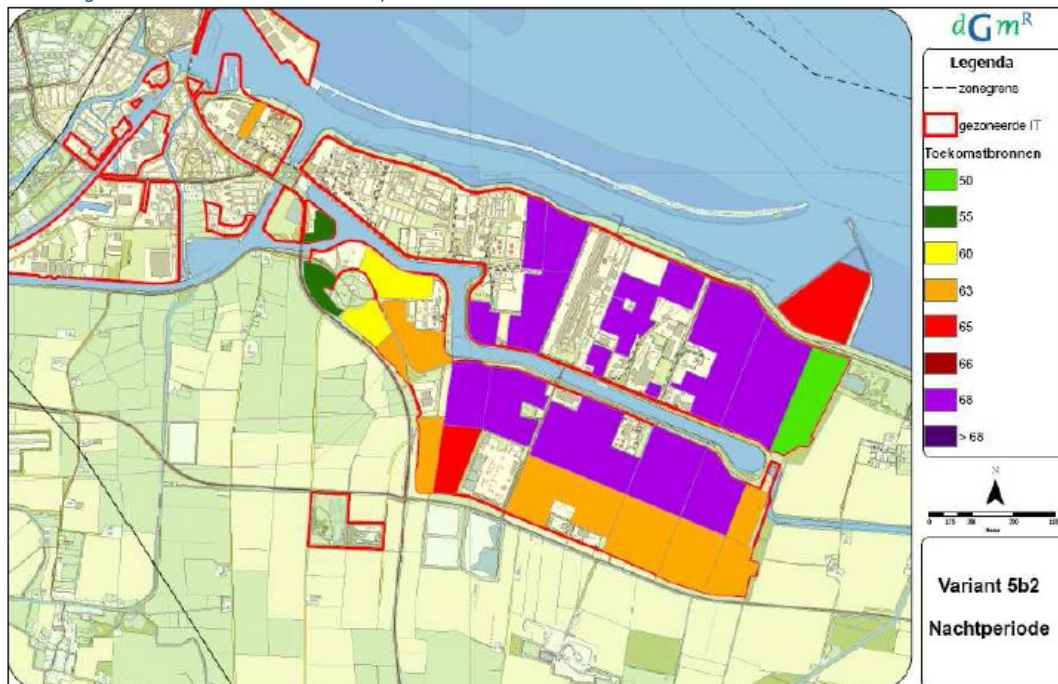 dGmR
Legenda
zonegrens
gezoneerde IT
Toekomstbronnen
50
55
60
63
65
66
68
> 68
N
Variant 5b2
Nachtperiode